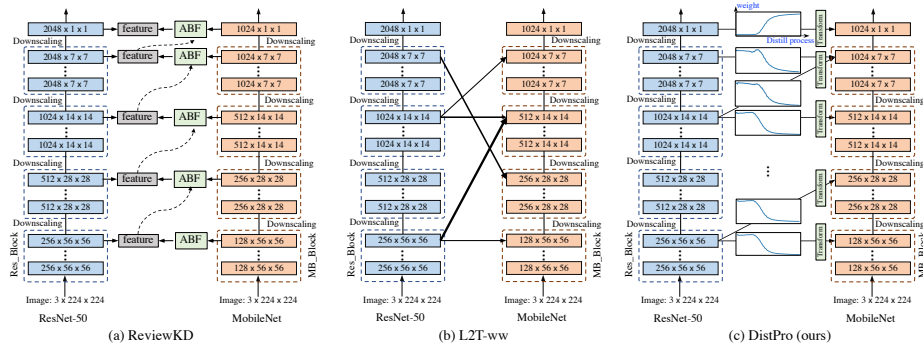 2048 x 1 x 1
feature
ABF
1024 x 1 x 1
Downscaling
Downscaling
2048 x 7 x 7
feature
ABF
1024 x 7 x 7
2048 x 7 x 7
1024 x 7 x 7
Downscaling
Downscaling
1024 x 14 x 14
feature
ABF
512 x 14 x 14
1024 x 14 x 14
512 x 14 x 14
Downscaling
Downscaling
512 x 28 x 28
feature
ABF
256 x 28 x 28
512 x 28 x 28
256 x 28 x 28
Downscaling
Downscaling
256 x 56 x 56
feature
ABF
128 x 56 x 56
256 x 56 x 56
128 x 56 x 56
Res_Block
MB_Block
Image: 3 x 224 x 224
Image: 3 x 224 x 224
ResNet-50
MobileNet
(a) ReviewKD
2048 x 1 x 1
1024 x 1 x 1
Downscaling
Downscaling
2048 x 7 x 7
1024 x 7 x 7
2048 x 7 x 7
1024 x 7 x 7
Downscaling
Downscaling
1024 x 14 x 14
512 x 14 x 14
1024 x 14 x 14
512 x 14 x 14
Downscaling
Downscaling
512 x 28 x 28
256 x 28 x 28
512 x 28 x 28
256 x 28 x 28
Downscaling
Downscaling
256 x 56 x 56
128 x 56 x 56
256 x 56 x 56
128 x 56 x 56
Res_Block
MB_Block
Image: 3 x 224 x 224
Image: 3 x 224 x 224
ResNet-50
MobileNet
(b) L2T-ww
weight
2048 x 1 x 1
Transform
1024 x 1 x 1
Distill process
Downscaling
Downscaling
2048 x 7 x 7
Transform
1024 x 7 x 7
2048 x 7 x 7
1024 x 7 x 7
Downscaling
Downscaling
1024 x 14 x 14
Transform
512 x 14 x 14
1024 x 14 x 14
512 x 14 x 14
Downscaling
Downscaling
512 x 28 x 28
Transform
256 x 28 x 28
512 x 28 x 28
256 x 28 x 28
Downscaling
Downscaling
256 x 56 x 56
Transform
128 x 56 x 56
256 x 56 x 56
128 x 56 x 56
Res_Block
MB_Block
Image: 3 x 224 x 224
Image: 3 x 224 x 224
ResNet-50
MobileNet
(c) DistPro (ours)